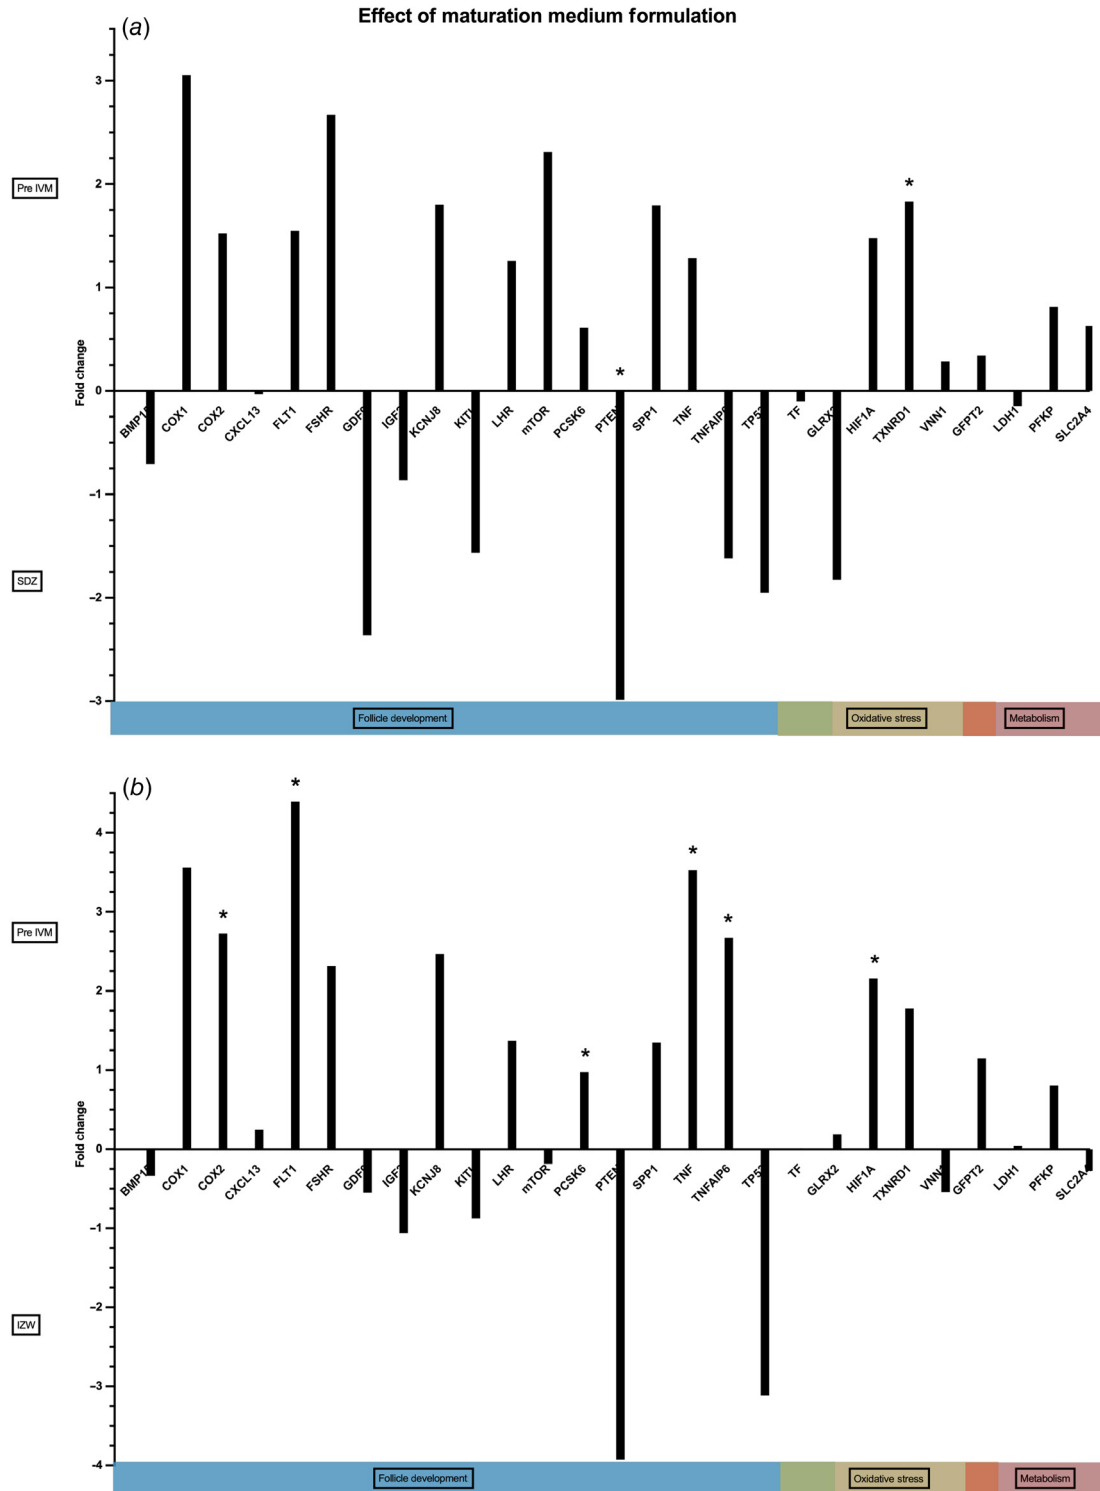 Effect of maturation medium formulation
(a)
3
2
1
0
–1
–2
–3
Fold change
Pre IVM
SDZ
BMP15 COX1 COX2 CXCL13 FLT1 FSHR GDF9 KCNJ8 LHR mTOR PCSK6 PTEN SPP1 TNF TNFAIP6 TP53 TF GLRX2 HIF1A TXNRD1 VNN1 GFPT2 LDH1 PFKP SLC2A4
*
*
Follicle development Oxidative stress Metabolism
(b)
4
3
2
1
0
–1
–2
–3
–4
Fold change
Pre IVM
IZW
BMP15 COX1 COX2 CXCL13 FLT1 FSHR GDF9 KCNJ8 LHR mTOR PCSK6 PTEN SPP1 TNF TNFAIP6 TP53 TF GLRX2 HIF1A TXNRD1 VNN1 GFPT2 LDH1 PFKP SLC2A4
*
*
*
*
*
*
Follicle development Oxidative stress Metabolism